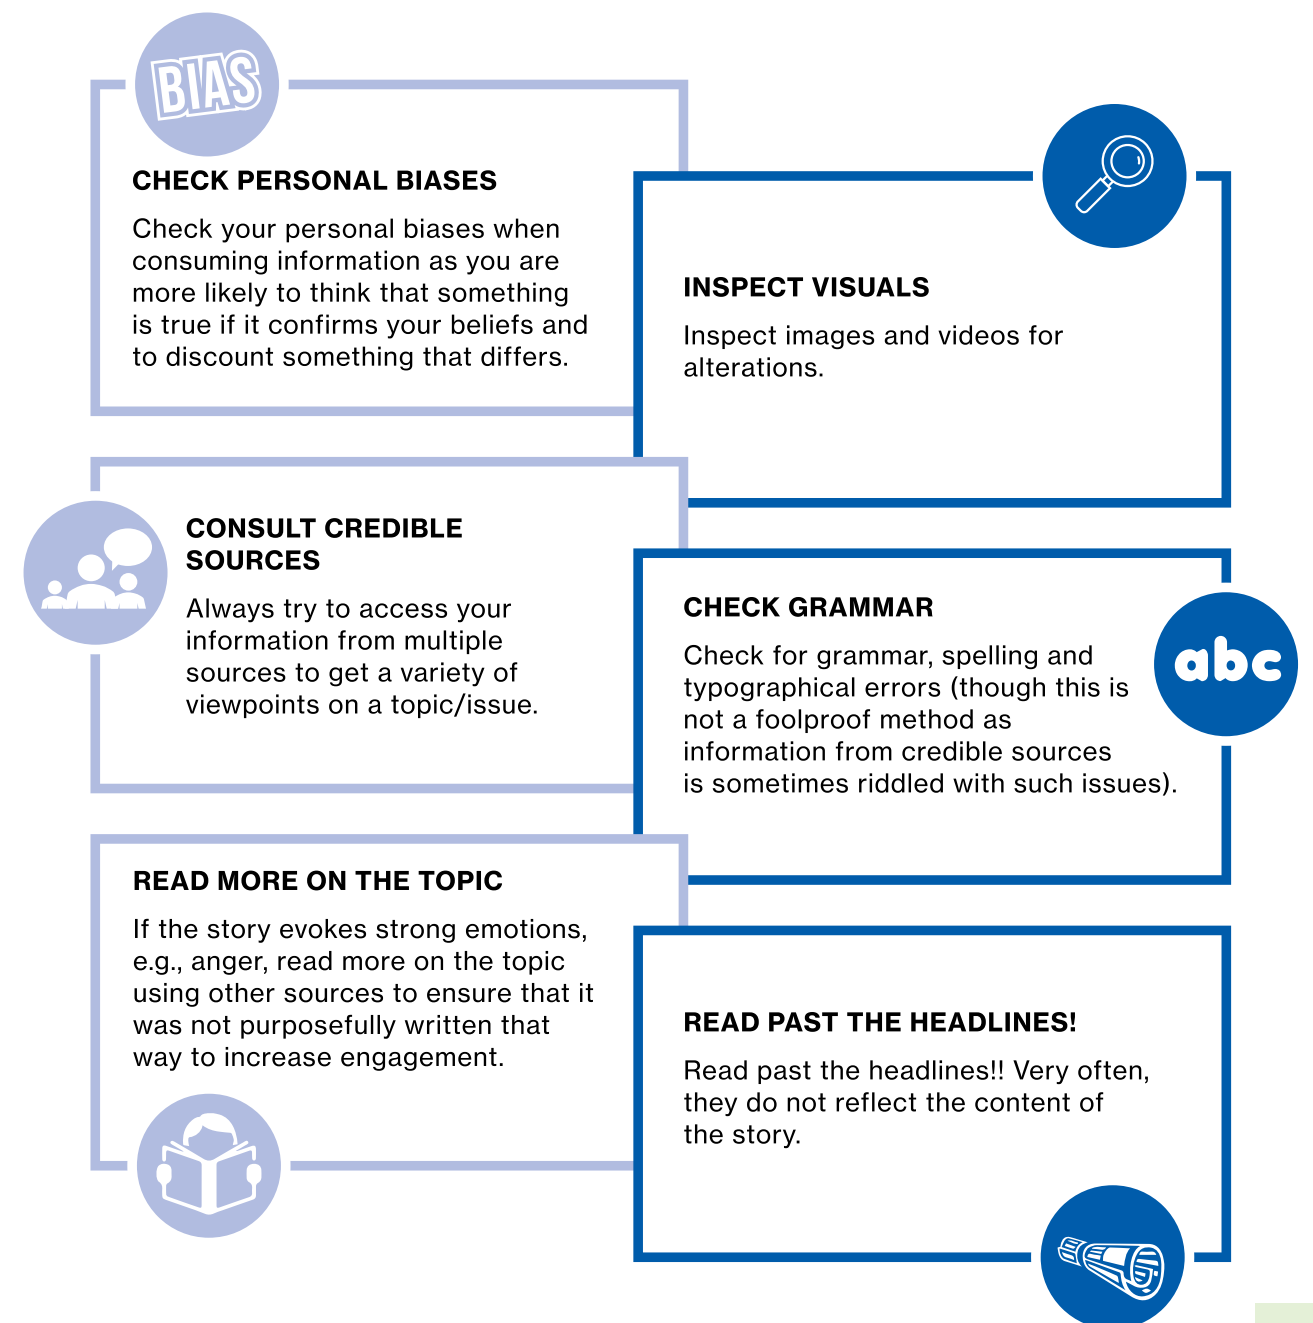 BIAS
CHECK PERSONAL BIASES
Check your personal biases when
consuming information as you are
more likely to think that something
is true if it confirms your beliefs and
to discount something that differs.
INSPECT VISUALS
Inspect images and videos for
alterations.
CONSULT CREDIBLE
SOURCES
Always try to access your
information from multiple
sources to get a variety of
viewpoints on a topic/issue.
CHECK GRAMMAR
Check for grammar, spelling and
typographical errors (though this is
not a foolproof method as
information from credible sources
is sometimes riddled with such issues).
abc
READ MORE ON THE TOPIC
If the story evokes strong emotions,
e.g., anger, read more on the topic
using other sources to ensure that it
was not purposefully written that
way to increase engagement.
READ PAST THE HEADLINES!
Read past the headlines!! Very often,
they do not reflect the content of
the story.